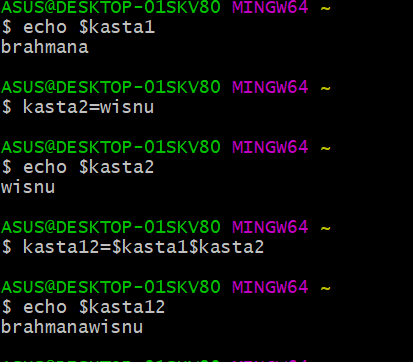 ASUS@DESKTOP-01SKV80 MINGW64 ~
$ echo $kasta1
brahmana
ASUS@DESKTOP-01SKV80 MINGW64 ~
$ kasta2=wisnu
ASUS@DESKTOP-01SKV80 MINGW64 ~
$ echo $kasta2
wisnu
ASUS@DESKTOP-01SKV80 MINGW64 ~
$ kasta12=$kasta1$kasta2
ASUS@DESKTOP-01SKV80 MINGW64 ~
$ echo $kasta12
brahmanawisnu